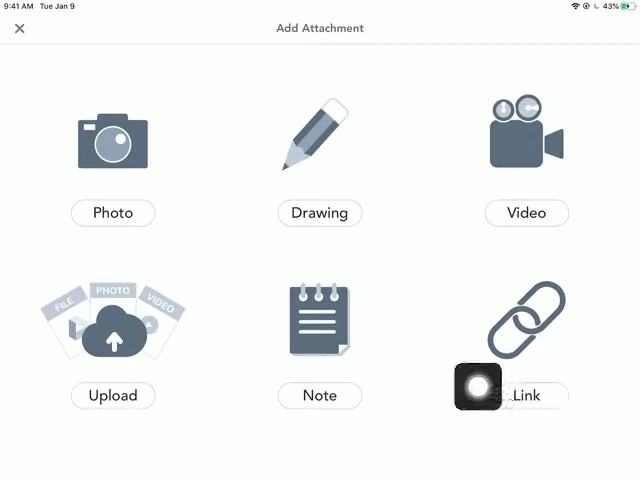 9:41 AM Tue Jan 9 43%
Add Attachment
Photo Drawing Video
FILE PHOTO VIDEO
Upload Note Link